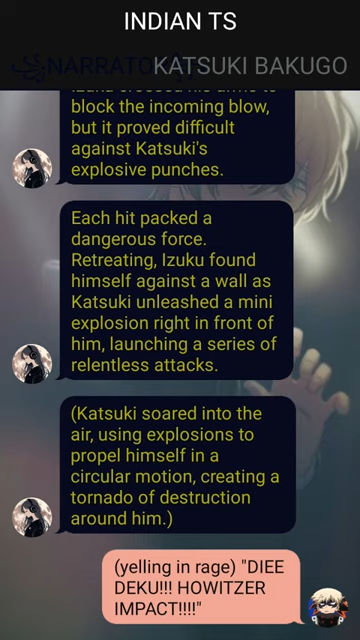 INDIAN TS
NARRATO KATSUKI BAKUGO
block the incoming blow,
but it proved difficult
against Katsuki's
explosive punches.
Each hit packed a
dangerous force.
Retreating, Izuku found
himself against a wall as
Katsuki unleashed a mini
explosion right in front of
him, launching a series of
relentless attacks.
(Katsuki soared into the
air, using explosions to
propel himself in a
circular motion, creating a
tornado of destruction
around him.)
(yelling in rage) "DIEE
DEKU!!! HOWITZER
IMPACT!!!!"